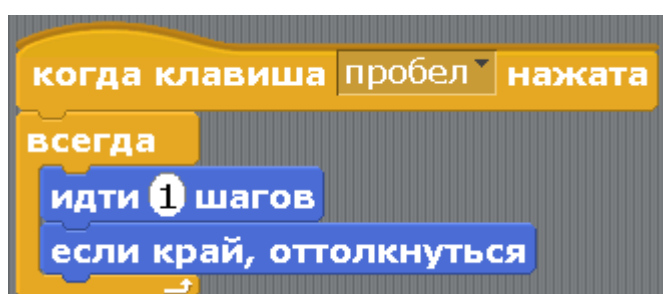 когда клавиша пробел нажата
всегда
идти 1 шагов
если край, оттолкнуться